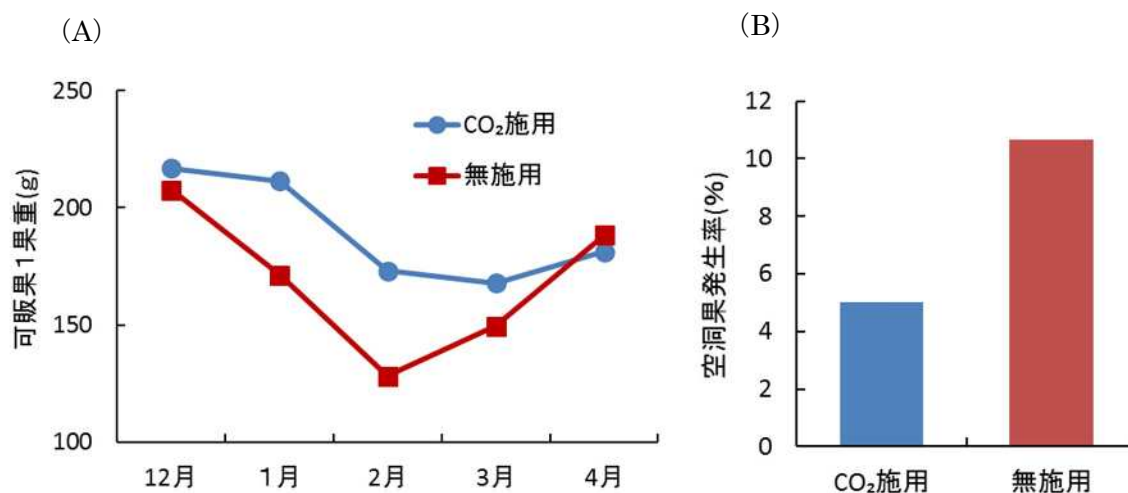 (A)
可販果1果重(g)
250
200
150
100
CO₂施用
無施用
12月
1月
2月
3月
4月
(B)
空洞果発生率(%)
12
10
8
6
4
2
0
CO₂施用
無施用